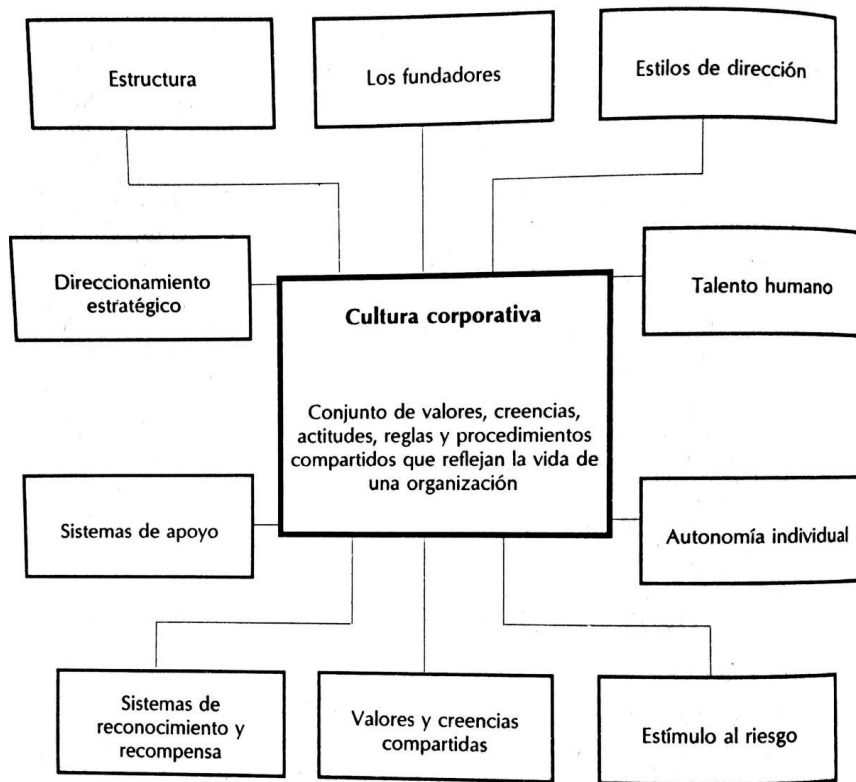 Estructura
Los fundadores
Estilos de dirección
Direccionamiento
estratégico
Talento humano
Cultura corporativa
Conjunto de valores, creencias,
actitudes, reglas y procedimientos
compartidos que reflejan la vida de
una organización
Sistemas de apoyo
Autonomía individual
Sistemas de
reconocimiento y
recompensa
Valores y creencias
compartidas
Estímulo al riesgo